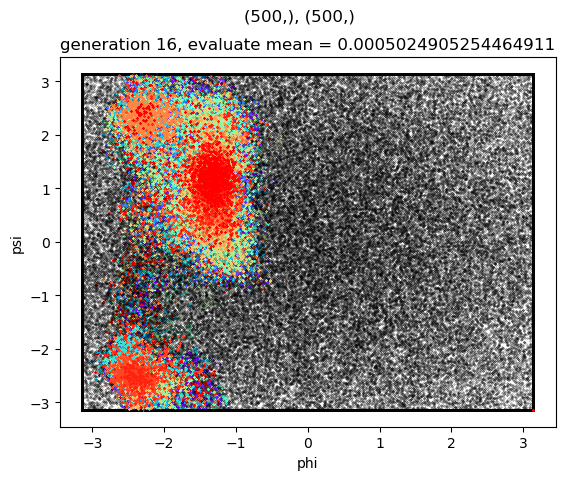 (500,), (500,)
generation 16, evaluate mean = 0.0005024905254464911
psi
3
2
1
0
−1
−2
−3
−3 −2 −1 0 1 2 3
phi